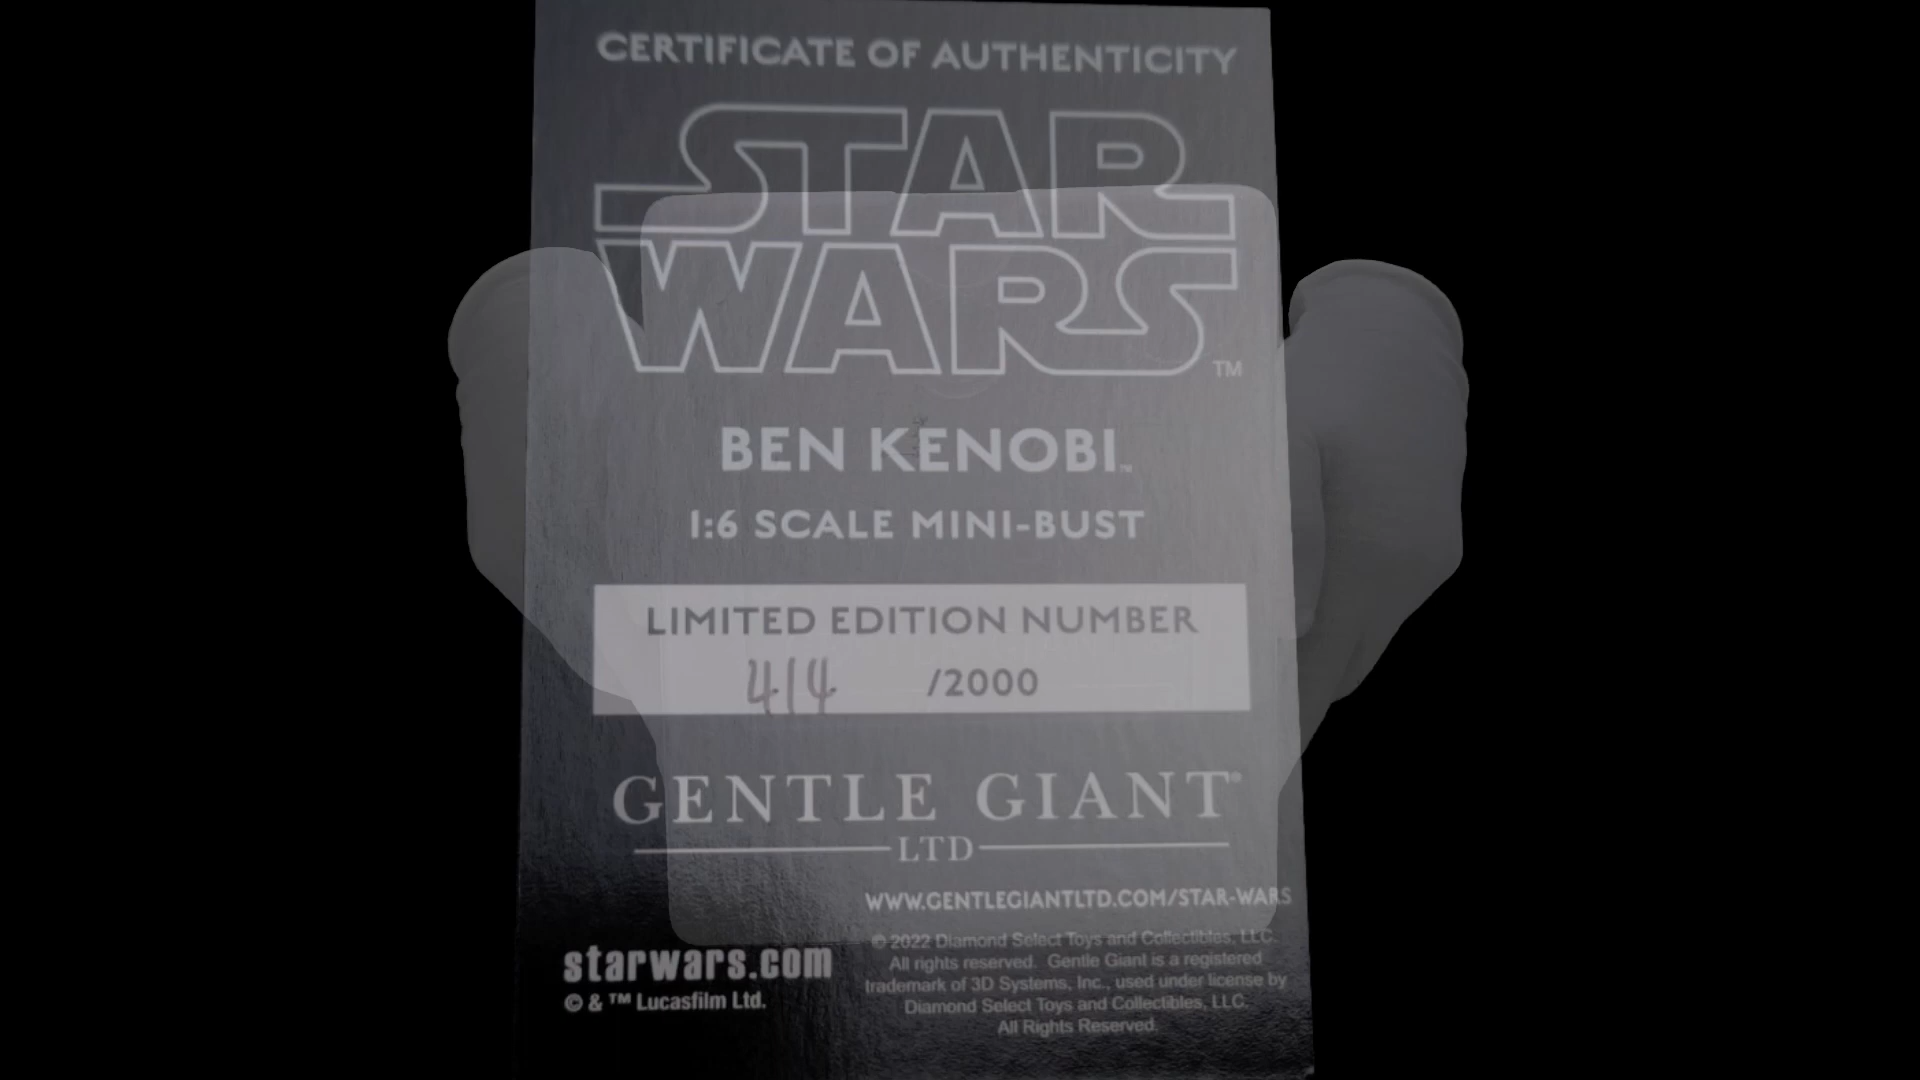 CERTIFICATE OF AUTHENTICITY
STAR
WARS TM
BEN KENOBI™
1:6 SCALE MINI-BUST
LIMITED EDITION NUMBER
414 /2000
GENTLE GIANT®
LTD
WWW.GENTLEGIANTLTD.COM/STAR-WARS
starwars.com
© & ™ Lucasfilm Ltd.
© 2022 Diamond Select Toys and Collectibles, LLC.
All rights reserved. Gentle Giant is a registered
trademark of 3D Systems, Inc., used under license by
Diamond Select Toys and Collectibles, LLC.
All Rights Reserved.